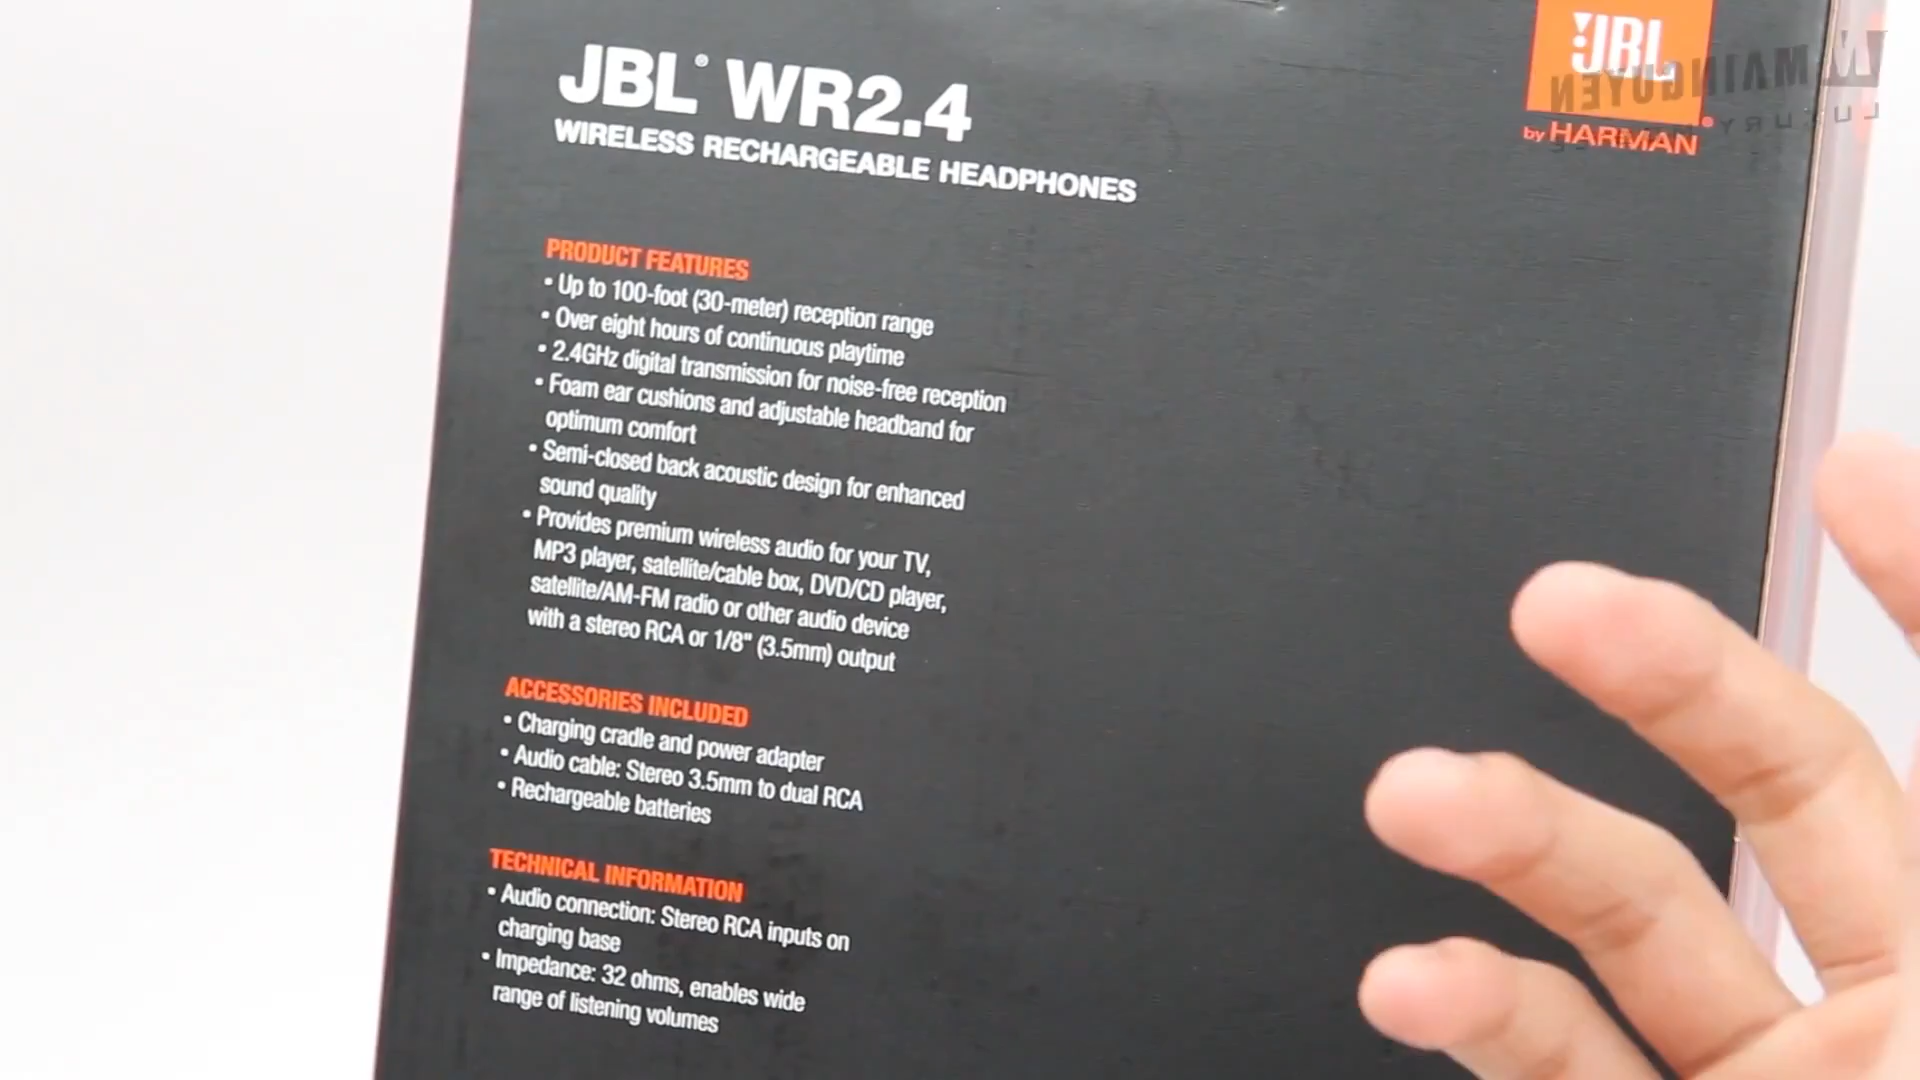 JBL® WR2.4
WIRELESS RECHARGEABLE HEADPHONES
JBL
by HARMAN®
MAINGUYEN
LUXURY
PRODUCT FEATURES
• Up to 100-foot (30-meter) reception range
• Over eight hours of continuous playtime
• 2.4GHz digital transmission for noise-free reception
• Foam ear cushions and adjustable headband for
optimum comfort
• Semi-closed back acoustic design for enhanced
sound quality
• Provides premium wireless audio for your TV,
MP3 player, satellite/cable box, DVD/CD player,
satellite/AM-FM radio or other audio device
with a stereo RCA or 1/8" (3.5mm) output
ACCESSORIES INCLUDED
• Charging cradle and power adapter
• Audio cable: Stereo 3.5mm to dual RCA
• Rechargeable batteries
TECHNICAL INFORMATION
• Audio connection: Stereo RCA inputs on
charging base
• Impedance: 32 ohms, enables wide
range of listening volumes